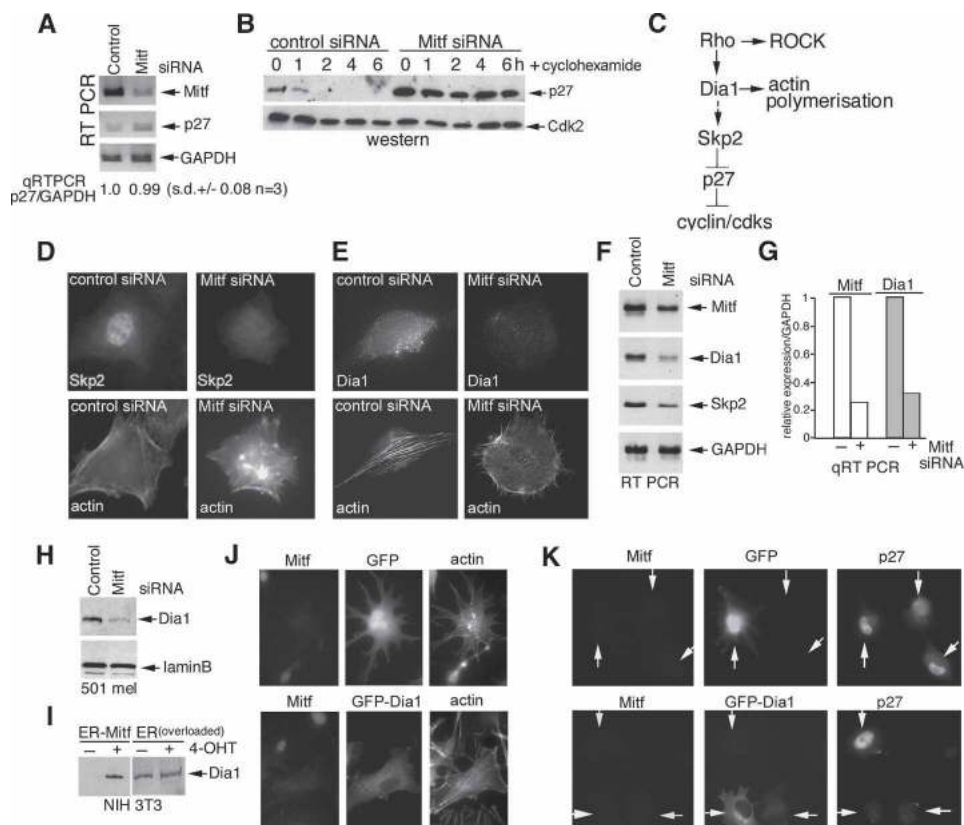 A
Control
Mitf
siRNA
RT PCR
Mitf
p27
GAPDH
qRTPCR
p27/GAPDH
1.0 0.99 (s.d.+/- 0.08 n=3)
B
control siRNA Mitf siRNA
0 1 2 4 6 0 1 2 4 6 h +cyclohexamide
p27
Cdk2
western
C
Rho ROCK
Dia1 actin
polymerisation
Skp2
p27
cyclin/cdks
D
control siRNA Mitf siRNA
Skp2 Skp2
control siRNA Mitf siRNA
actin actin
E
control siRNA Mitf siRNA
Dia1 Dia1
control siRNA Mitf siRNA
actin actin
F
Control
Mitf
siRNA
Mitf
Dia1
Skp2
GAPDH
RT PCR
G
Mitf Dia1
relative expression/GAPDH
1
0.8
0.6
0.4
0.2
0
– + – + Mitf
siRNA
qRT PCR
H
Control
Mitf
siRNA
Dia1
laminB
501 mel
I
ER-Mitf ER(overloaded)
– + – + 4-OHT
Dia1
NIH 3T3
J
Mitf GFP actin
Mitf GFP-Dia1 actin
K
Mitf GFP p27
Mitf GFP-Dia1 p27